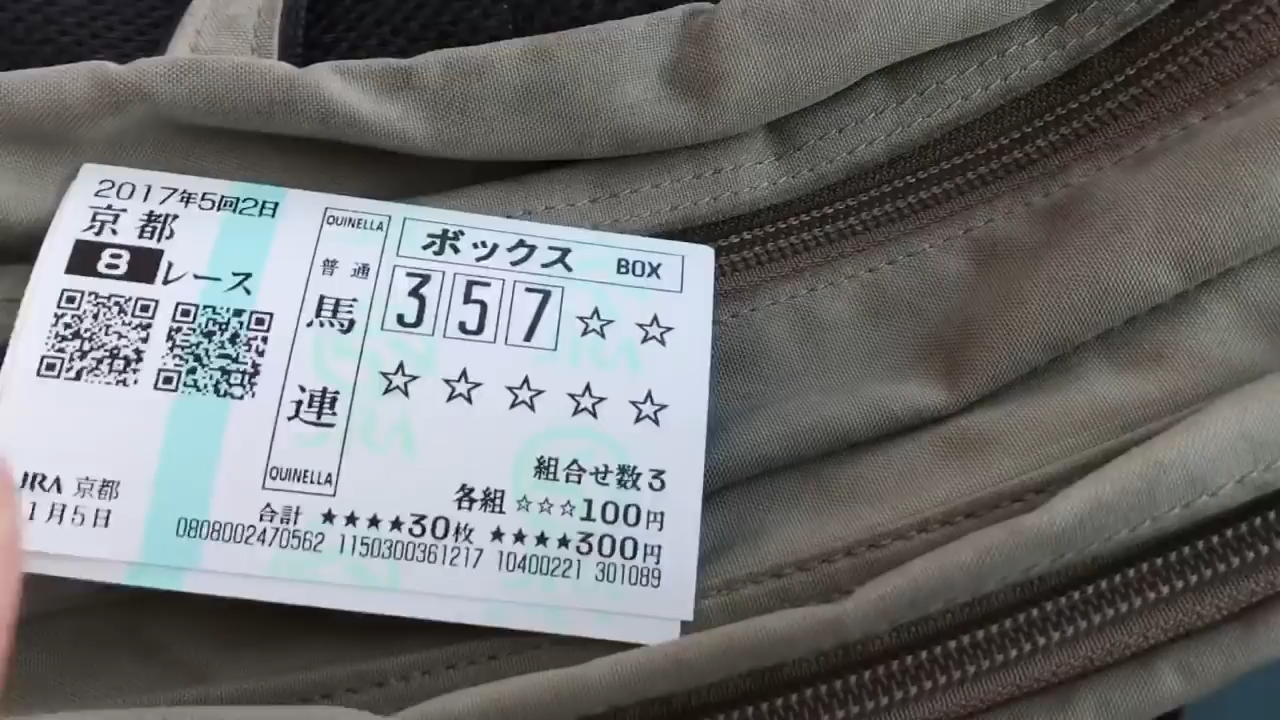 2017年5回2日
京都
8レース
JRA 京都
1月5日
QUINELLA
普通
馬連
QUINELLA
ボックス BOX
3 5 7 ☆ ☆
☆ ☆ ☆ ☆ ☆
組合せ数3
各組 ☆☆☆100円
合計 ★★★★30枚 ★★★★300円
0808002470562 1150300361217 10400221 301089